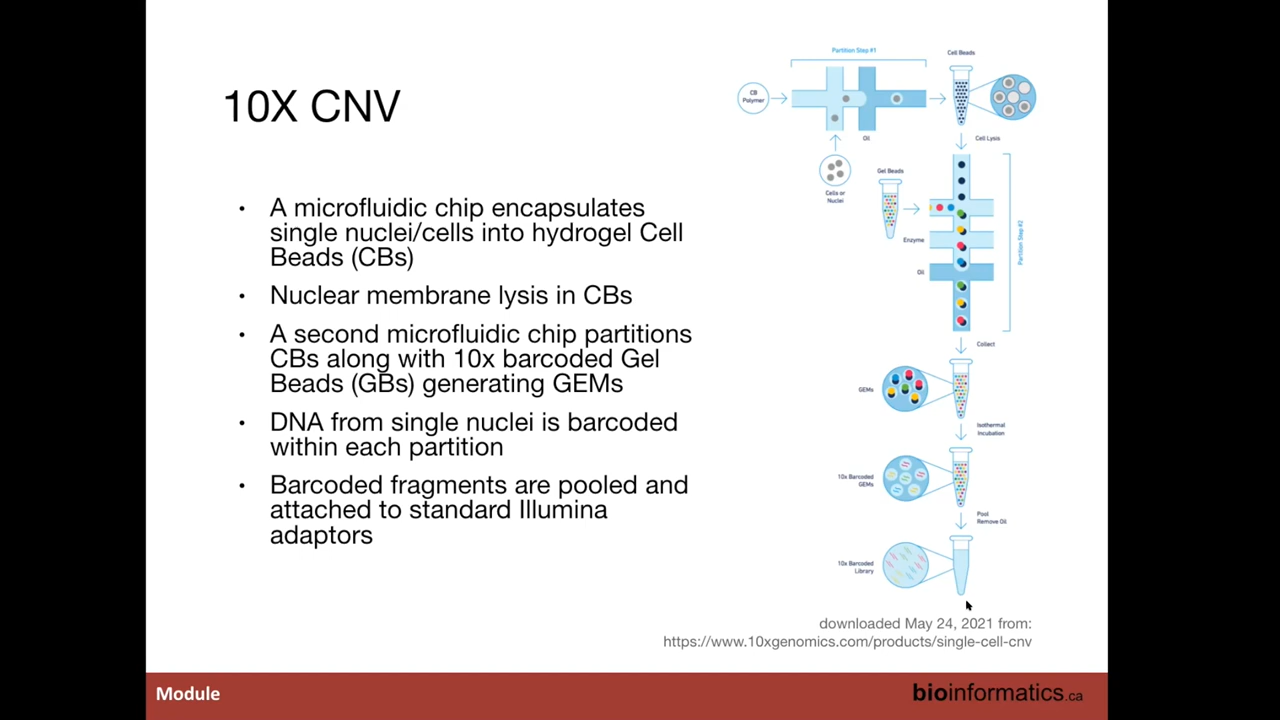 10X CNV
• A microfluidic chip encapsulates
single nuclei/cells into hydrogel Cell
Beads (CBs)
• Nuclear membrane lysis in CBs
• A second microfluidic chip partitions
CBs along with 10x barcoded Gel
Beads (GBs) generating GEMs
• DNA from single nuclei is barcoded
within each partition
• Barcoded fragments are pooled and
attached to standard Illumina
adaptors
Partition Step #1
Cell Beads
CB
Polymer
Oil
Cell Lysis
Cells or
Nuclei
Gel Beads
Enzyme
Oil
Partition Step #2
Collect
GEMs
Isothermal
Incubation
10x Barcoded
GEMs
Pool
Remove Oil
10x Barcoded
Library
downloaded May 24, 2021 from:
https://www.10xgenomics.com/products/single-cell-cnv
Module
bioinformatics.ca